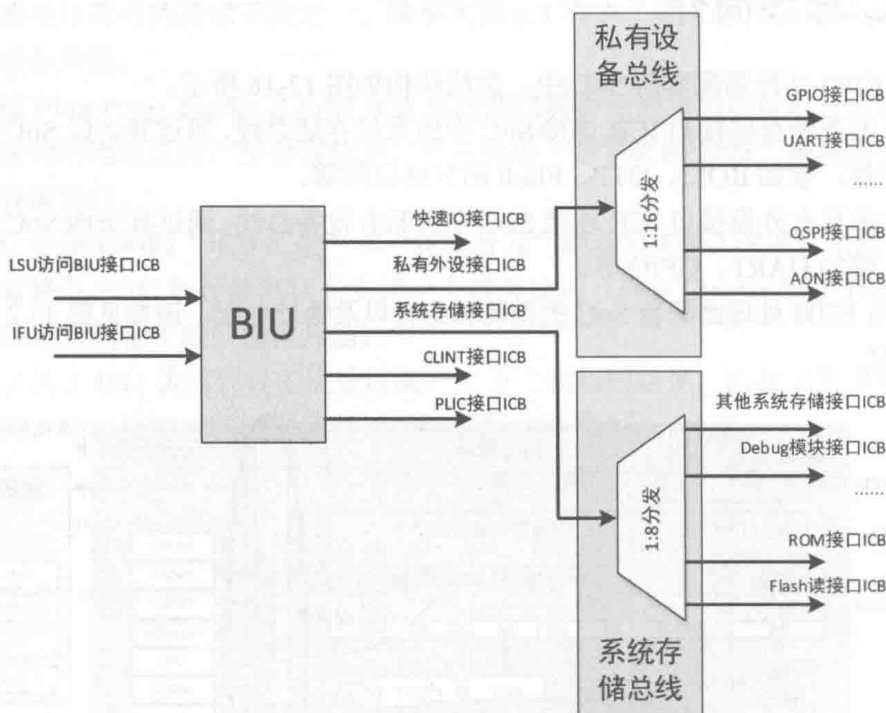 私有设
备总线
1:16分发
GPIO接口ICB
UART接口ICB
......
QSPI接口ICB
AON接口ICB
LSU访问BIU接口ICB
IFU访问BIU接口ICB
BIU
快速IO接口ICB
私有外设接口ICB
系统存储接口ICB
CLINT接口ICB
PLIC接口ICB
1:8分发
其他系统存储接口ICB
Debug模块接口ICB
......
ROM接口ICB
Flash读接口ICB
系统存
储总线